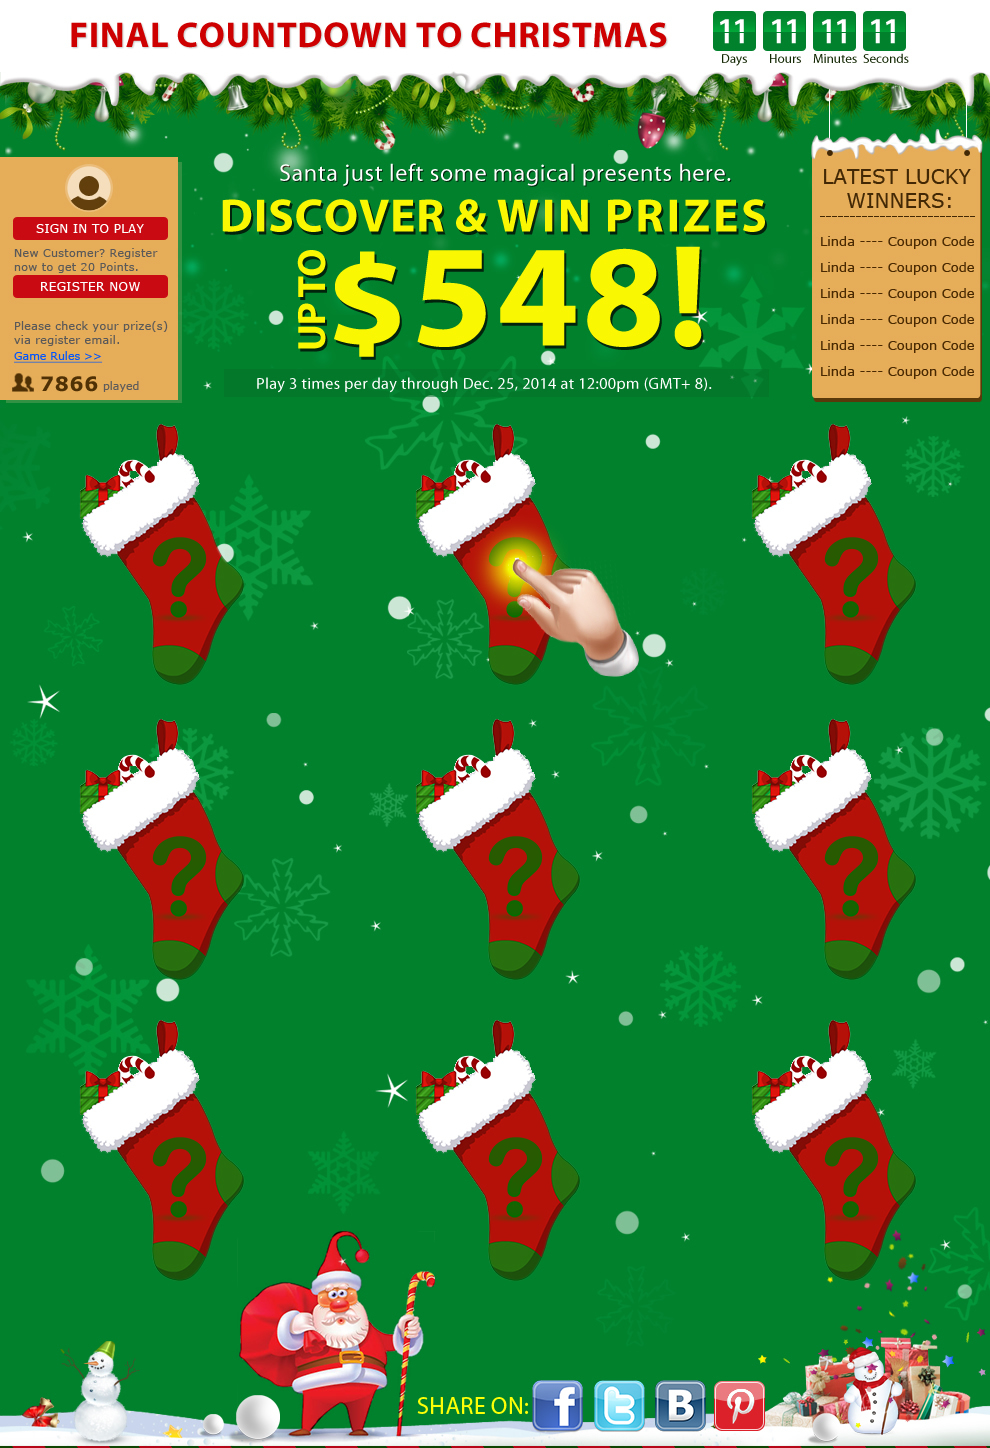 FINAL COUNTDOWN TO CHRISTMAS
11 11 11 11
Days Hours Minutes Seconds
Santa just left some magical presents here.
DISCOVER & WIN PRIZES
UP TO $548!
Play 3 times per day through Dec. 25, 2014 at 12:00pm (GMT+ 8).
SIGN IN TO PLAY
New Customer? Register
now to get 20 Points.
REGISTER NOW
Please check your prize(s)
via register email.
Game Rules >>
7866 played
LATEST LUCKY
WINNERS:
Linda ---- Coupon Code
Linda ---- Coupon Code
Linda ---- Coupon Code
Linda ---- Coupon Code
Linda ---- Coupon Code
Linda ---- Coupon Code
? ? ?
? ? ?
? ? ?
SHARE ON: f t B P